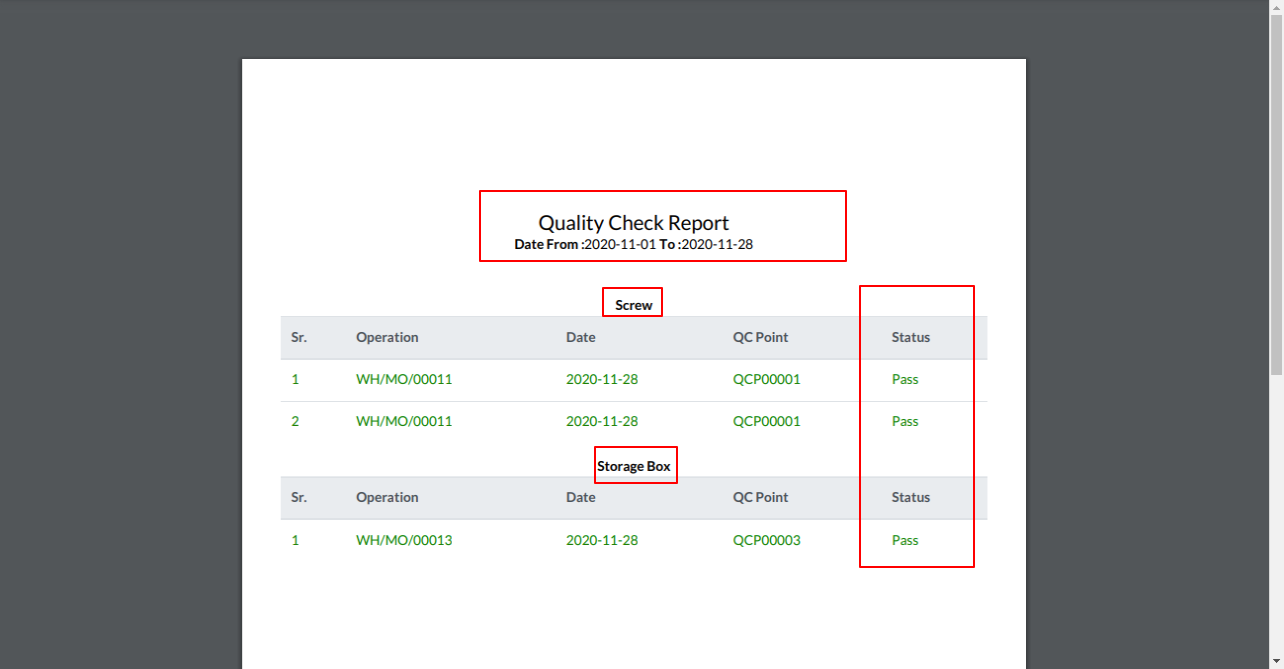 Quality Check Report
Date From :2020-11-01 To :2020-11-28
Screw
Sr. Operation Date QC Point Status
1 WH/MO/00011 2020-11-28 QCP00001 Pass
2 WH/MO/00011 2020-11-28 QCP00001 Pass
Storage Box
Sr. Operation Date QC Point Status
1 WH/MO/00013 2020-11-28 QCP00003 Pass